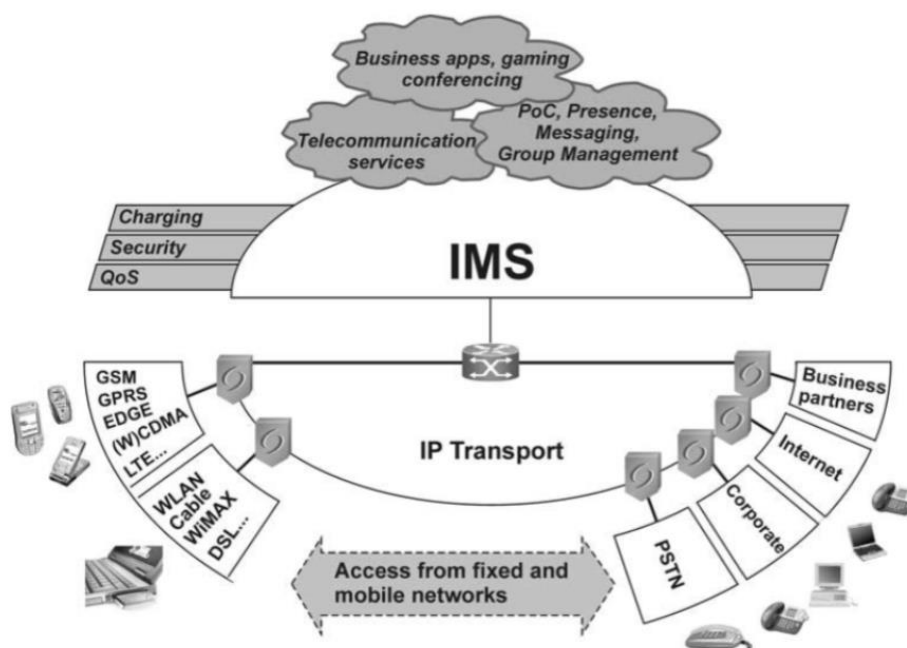 Business apps, gaming
conferencing
PoC, Presence,
Messaging,
Group Management
Telecommunication
services
Charging
Security
QoS
IMS
GSM
GPRS
EDGE
(W)CDMA
LTE...
WLAN
Cable
WiMAX
DSL...
IP Transport
Business
partners
Internet
Corporate
PSTN
Access from fixed and
mobile networks